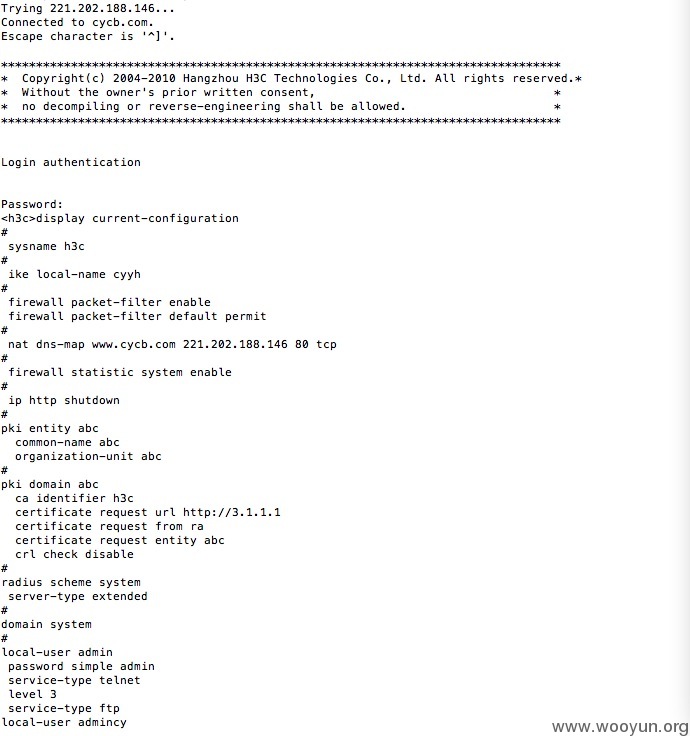 Trying 221.202.188.146...
Connected to cycb.com.
Escape character is '^]'.
********************************************************************************
*  Copyright(c) 2004-2010 Hangzhou H3C Technologies Co., Ltd. All rights reserved.*
*  Without the owner's prior written consent,                                  *
*  no decompiling or reverse-engineering shall be allowed.                     *
********************************************************************************
Login authentication
Password:
<h3c>display current-configuration
#
 sysname h3c
#
 ike local-name cyyh
#
 firewall packet-filter enable
 firewall packet-filter default permit
#
 nat dns-map www.cycb.com 221.202.188.146 80 tcp
#
 firewall statistic system enable
#
 ip http shutdown
#
pki entity abc
  common-name abc
  organization-unit abc
#
pki domain abc
  ca identifier h3c
  certificate request url http://3.1.1.1
  certificate request from ra
  certificate request entity abc
  crl check disable
#
radius scheme system
 server-type extended
#
domain system
#
local-user admin
 password simple admin
 service-type telnet
 level 3
 service-type ftp
local-user admincy
www.wooyun.org